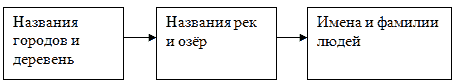 Названия
городов и
деревень
Названия рек
и озёр
Имена и фамилии
людей